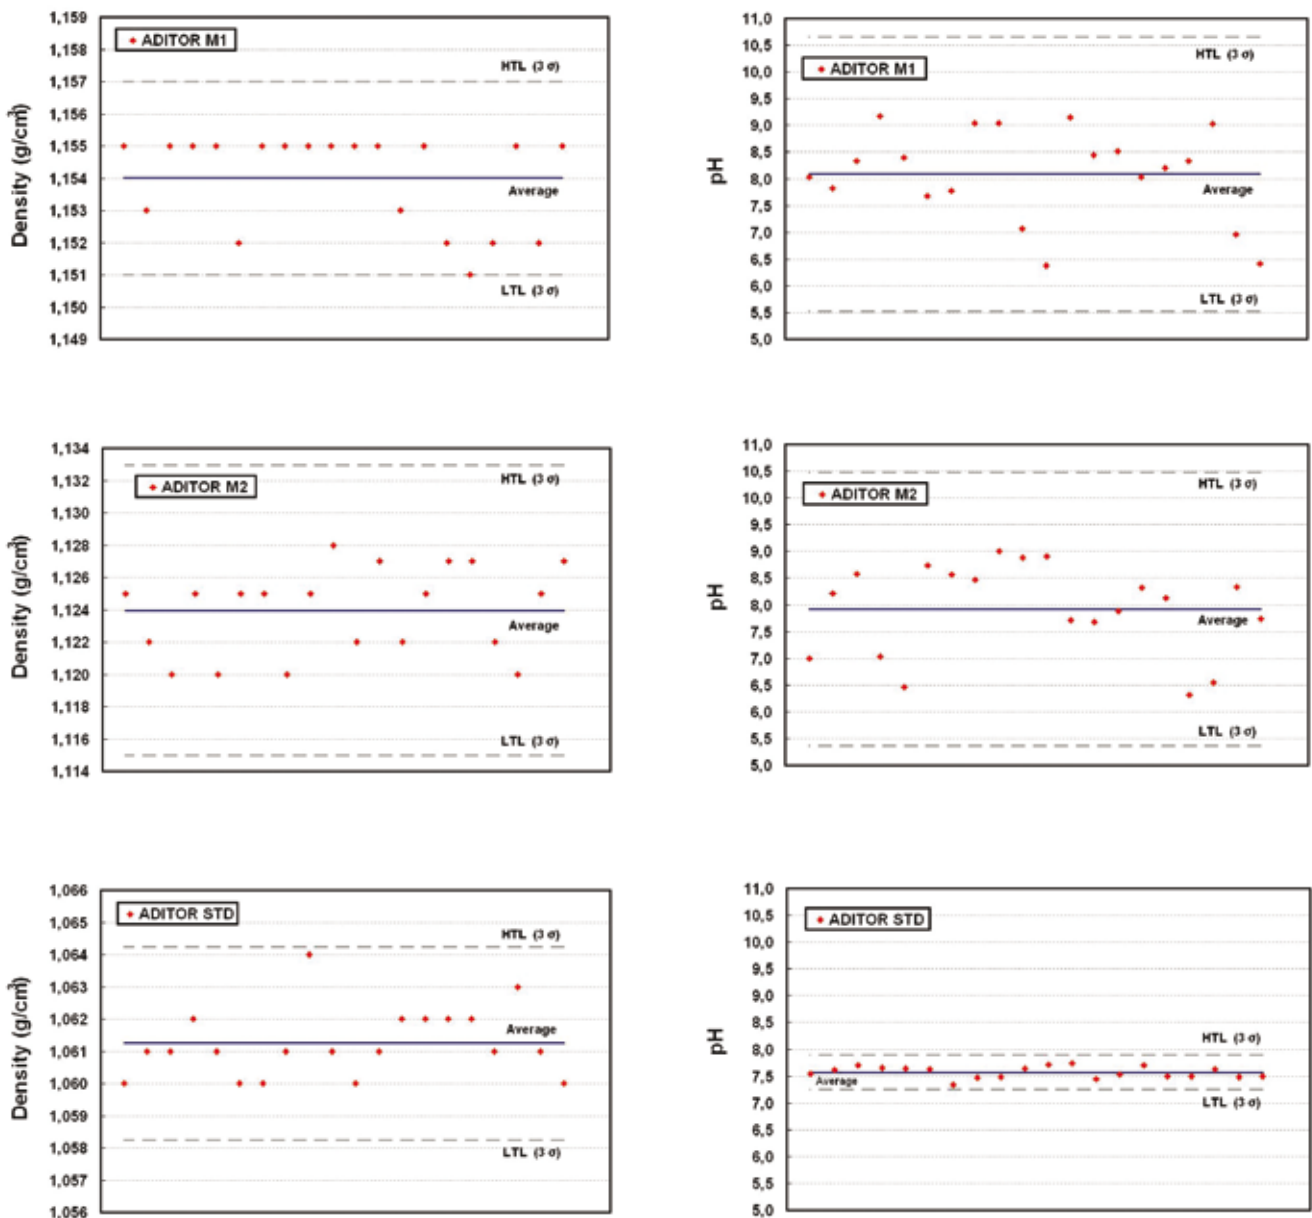 1,159
1,158
1,157
1,156
1,155
1,154
1,153
1,152
1,151
1,150
1,149
Density (g/cm³)
ADITOR M1
HTL (3 σ)
Average
LTL (3 σ)
11,0
10,5
10,0
9,5
9,0
8,5
8,0
7,5
7,0
6,5
6,0
5,5
5,0
pH
ADITOR M1
HTL (3 σ)
Average
LTL (3 σ)
1,134
1,132
1,130
1,128
1,126
1,124
1,122
1,120
1,118
1,116
1,114
Density (g/cm³)
ADITOR M2
HTL (3 σ)
Average
LTL (3 σ)
11,0
10,5
10,0
9,5
9,0
8,5
8,0
7,5
7,0
6,5
6,0
5,5
5,0
pH
ADITOR M2
HTL (3 σ)
Average
LTL (3 σ)
1,066
1,065
1,064
1,063
1,062
1,061
1,060
1,059
1,058
1,057
1,056
Density (g/cm³)
ADITOR STD
HTL (3 σ)
Average
LTL (3 σ)
11,0
10,5
10,0
9,5
9,0
8,5
8,0
7,5
7,0
6,5
6,0
5,5
5,0
pH
ADITOR STD
HTL (3 σ)
Average
LTL (3 σ)